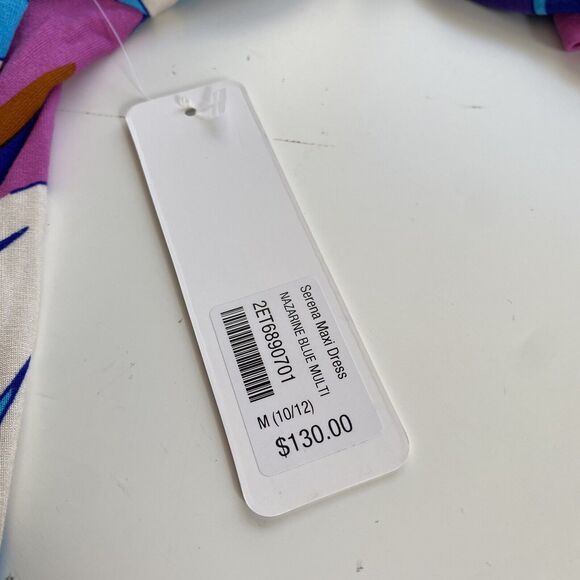 Serena Maxi Dress
NAZARINE BLUE MULTI
2ET6890701
M (10/12)
$130.00